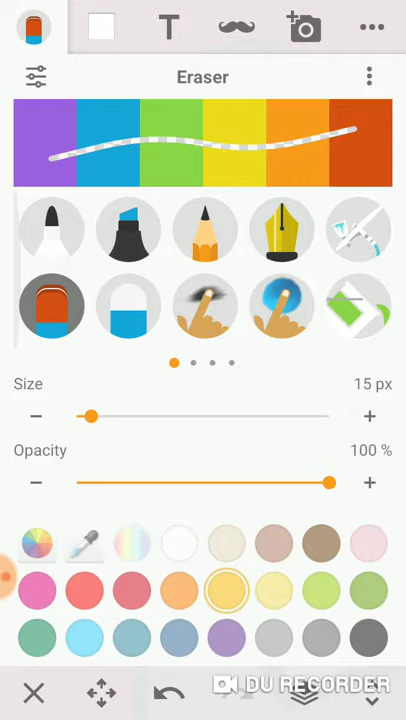 T
Eraser
Size 15 px
Opacity 100 %
DU RECORDER